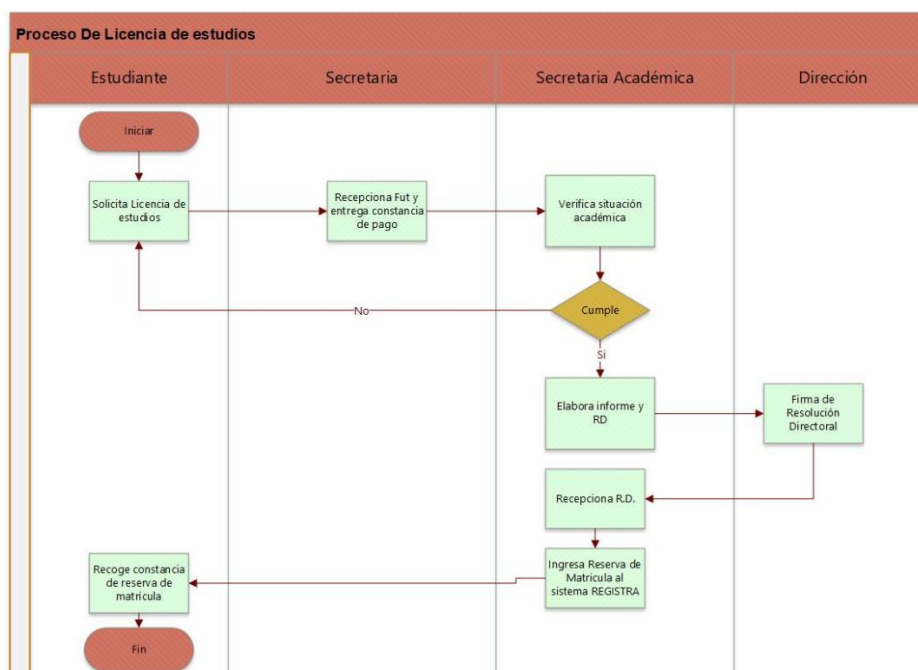 Proceso De Licencia de estudios
Estudiante
Secretaria
Secretaria Académica
Dirección
Iniciar
Solicita Licencia de
estudios
Recepciona Fut y
entrega constancia
de pago
Verifica situación
académica
Cumple
No
Si
Elabora informe y
RD
Firma de
Resolución
Directoral
Recepciona R.D.
Ingresa Reserva de
Matricula al
sistema REGISTRA
Recoge constancia
de reserva de
matricula
Fin